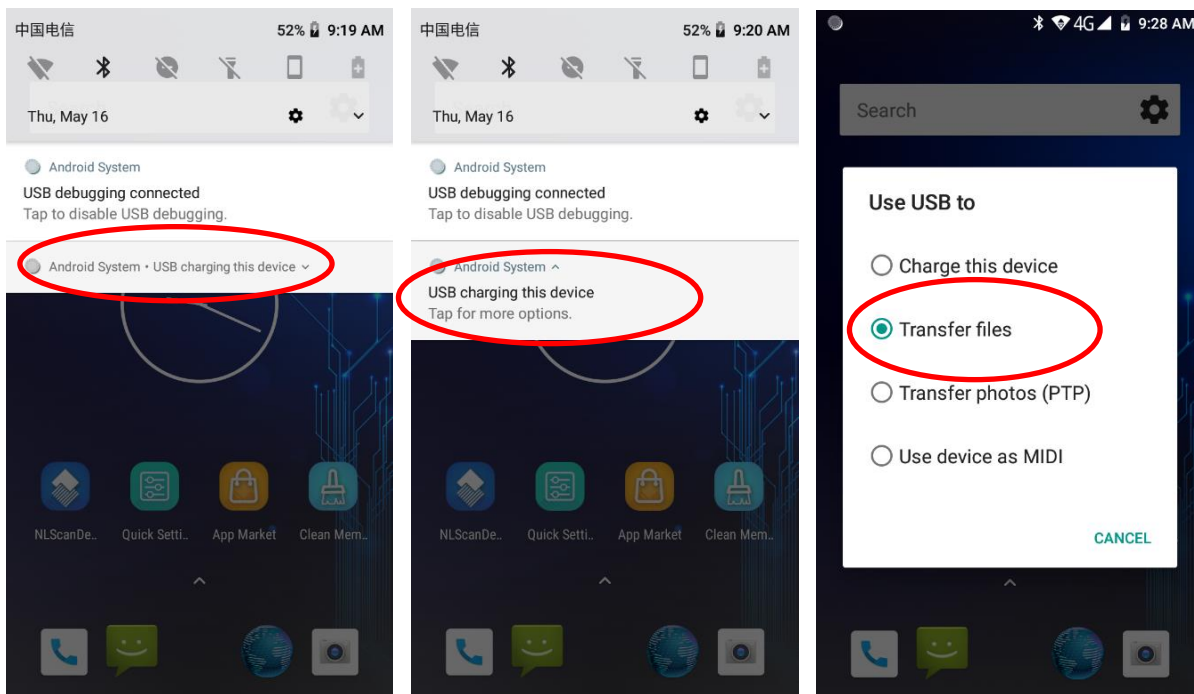 中国电信
52% 9:19 AM
Thu, May 16
Android System
USB debugging connected
Tap to disable USB debugging.
Android System • USB charging this device
NLScanDe..
Quick Setti..
App Market
Clean Mem..
中国电信
52% 9:20 AM
Thu, May 16
Android System
USB debugging connected
Tap to disable USB debugging.
Android System
USB charging this device
Tap for more options.
NLScanDe..
Quick Setti..
App Market
Clean Mem..
4G 9:28 AM
Search
Use USB to
Charge this device
Transfer files
Transfer photos (PTP)
Use device as MIDI
CANCEL